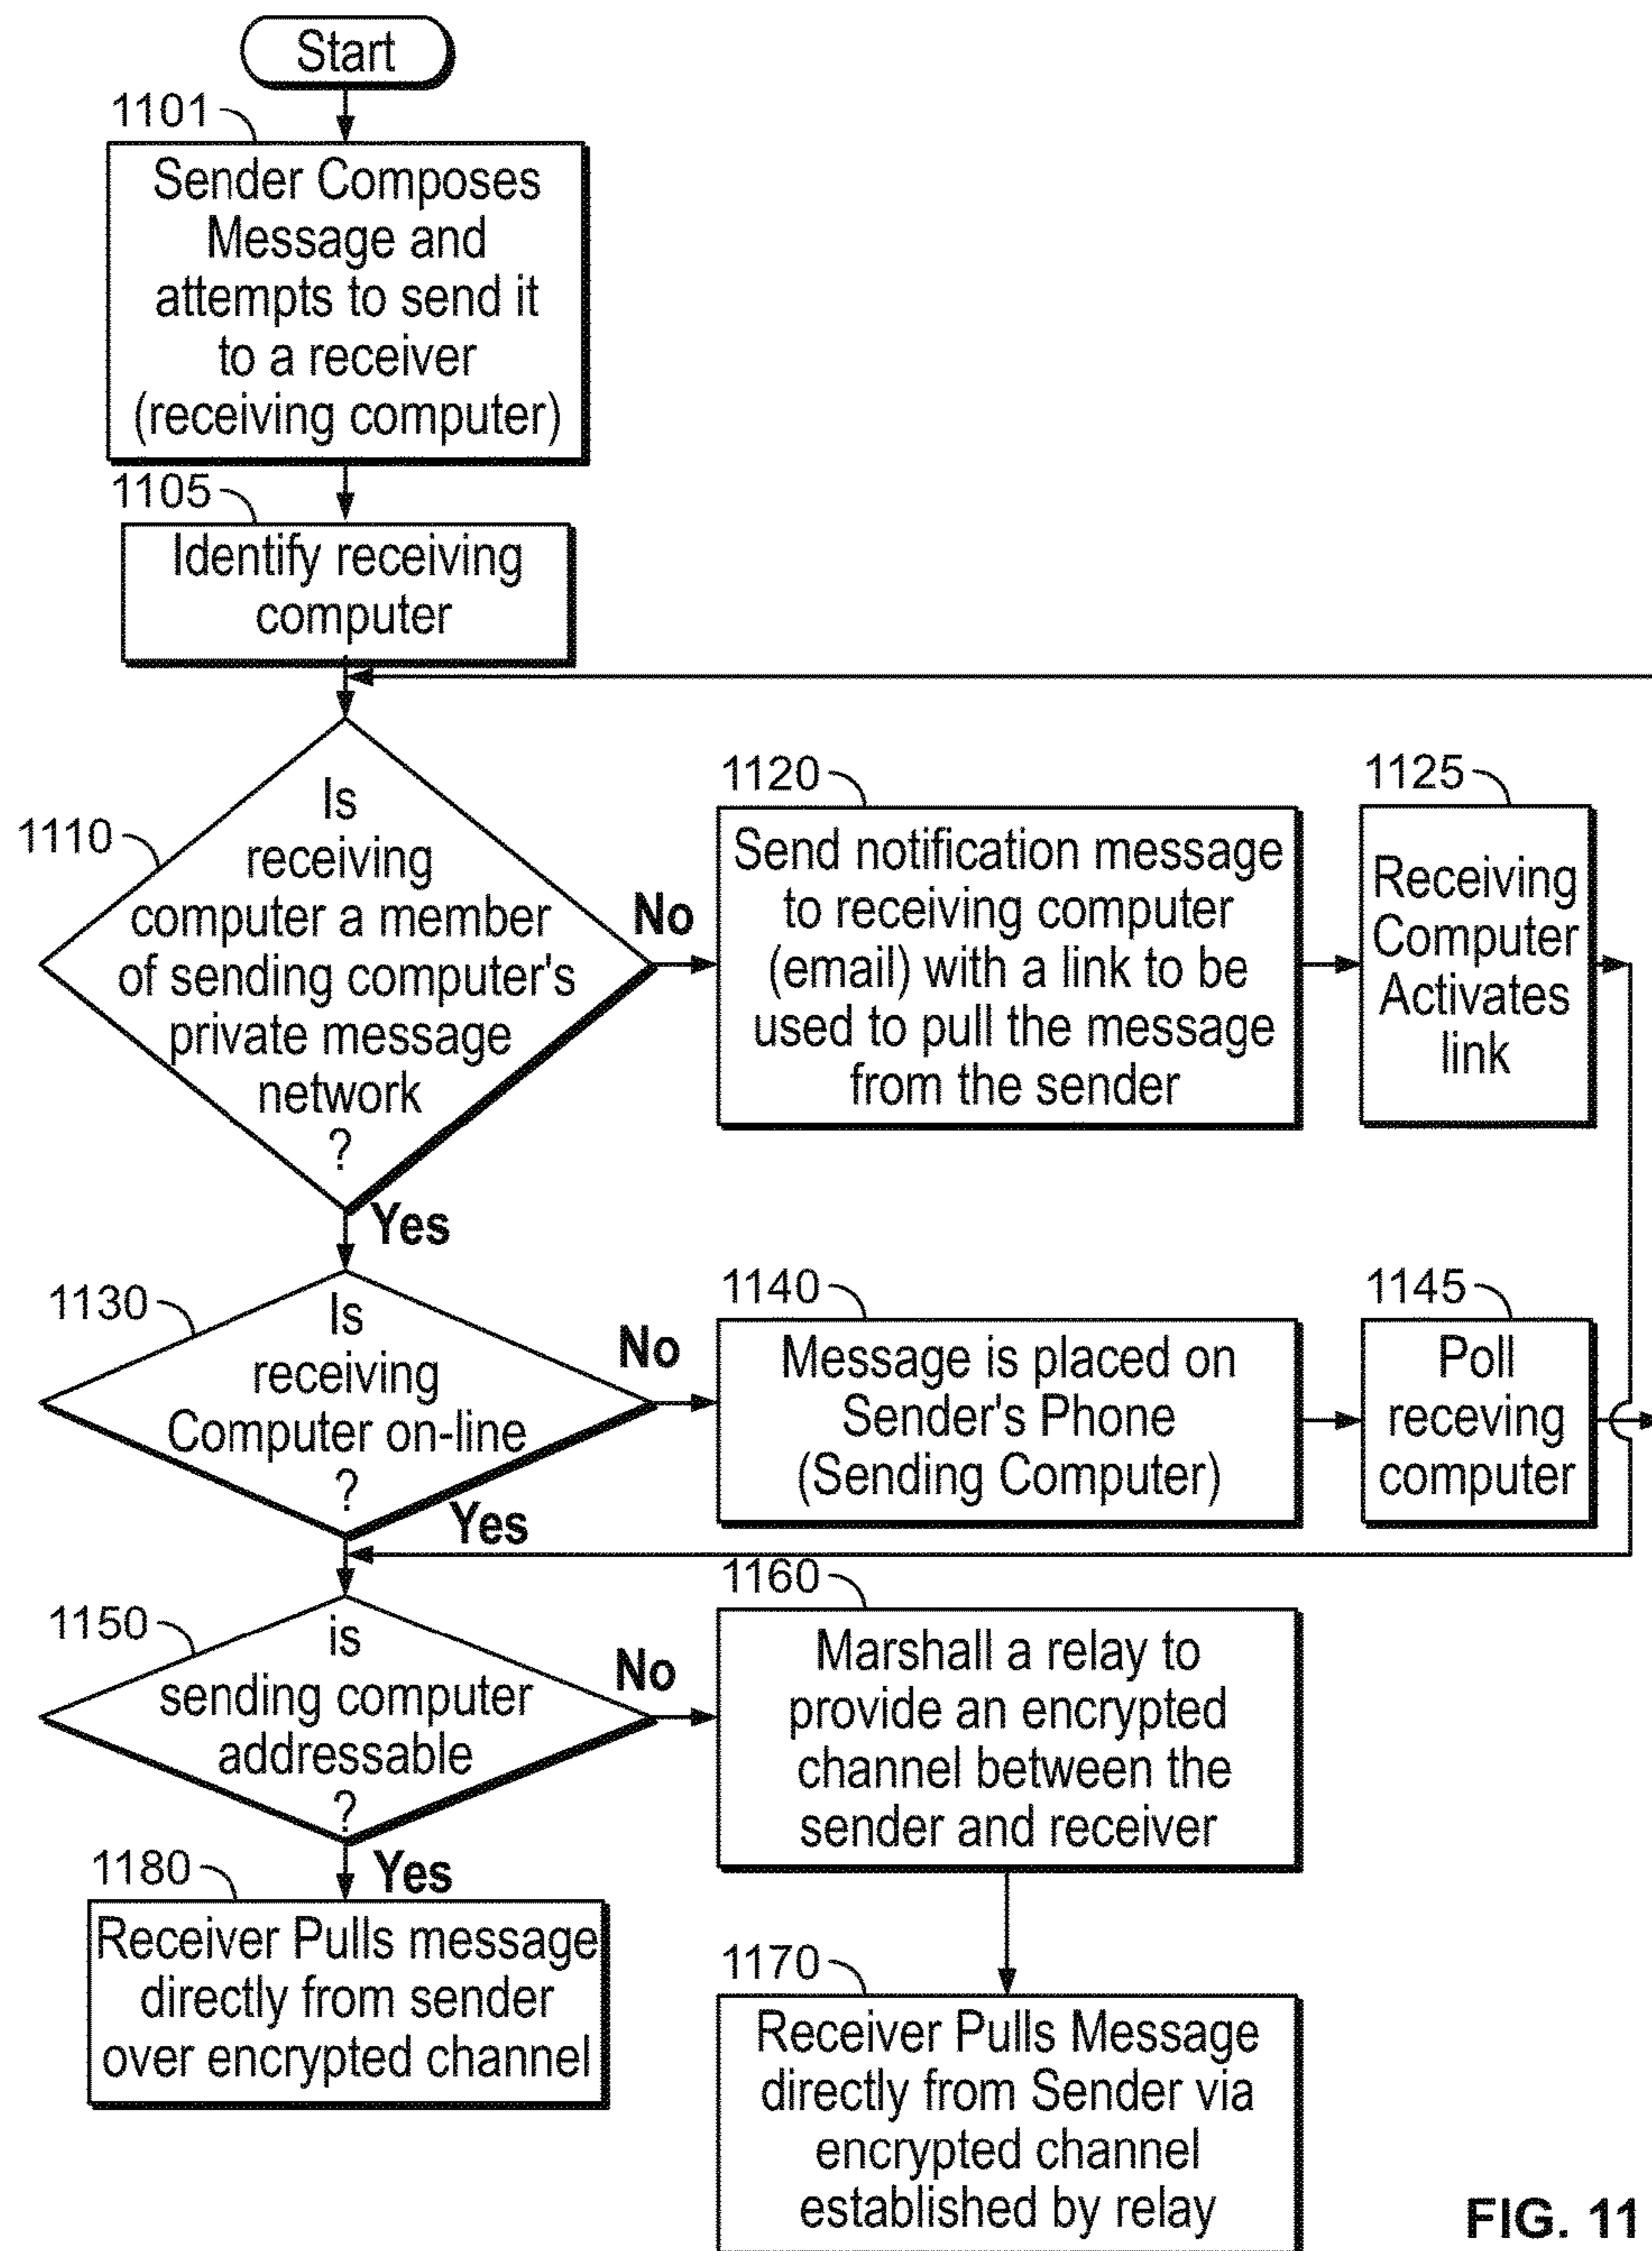 Start
1101
Sender Composes
Message and
attempts to send it
to a receiver
(receiving computer)
1105
Identify receiving
computer
1110
Is
receiving
computer a member
of sending computer's
private message
network
?
No
Yes
1120
Send notification message
to receiving computer
(email) with a link to be
used to pull the message
from the sender
1125
Receiving
Computer
Activates
link
1130
Is
receiving
Computer on-line
?
No
Yes
1140
Message is placed on
Sender's Phone
(Sending Computer)
1145
Poll
receving
computer
1150
is
sending computer
addressable
?
No
Yes
1160
Marshall a relay to
provide an encrypted
channel between the
sender and receiver
1180
Receiver Pulls message
directly from sender
over encrypted channel
1170
Receiver Pulls Message
directly from Sender via
encrypted channel
established by relay
FIG. 11